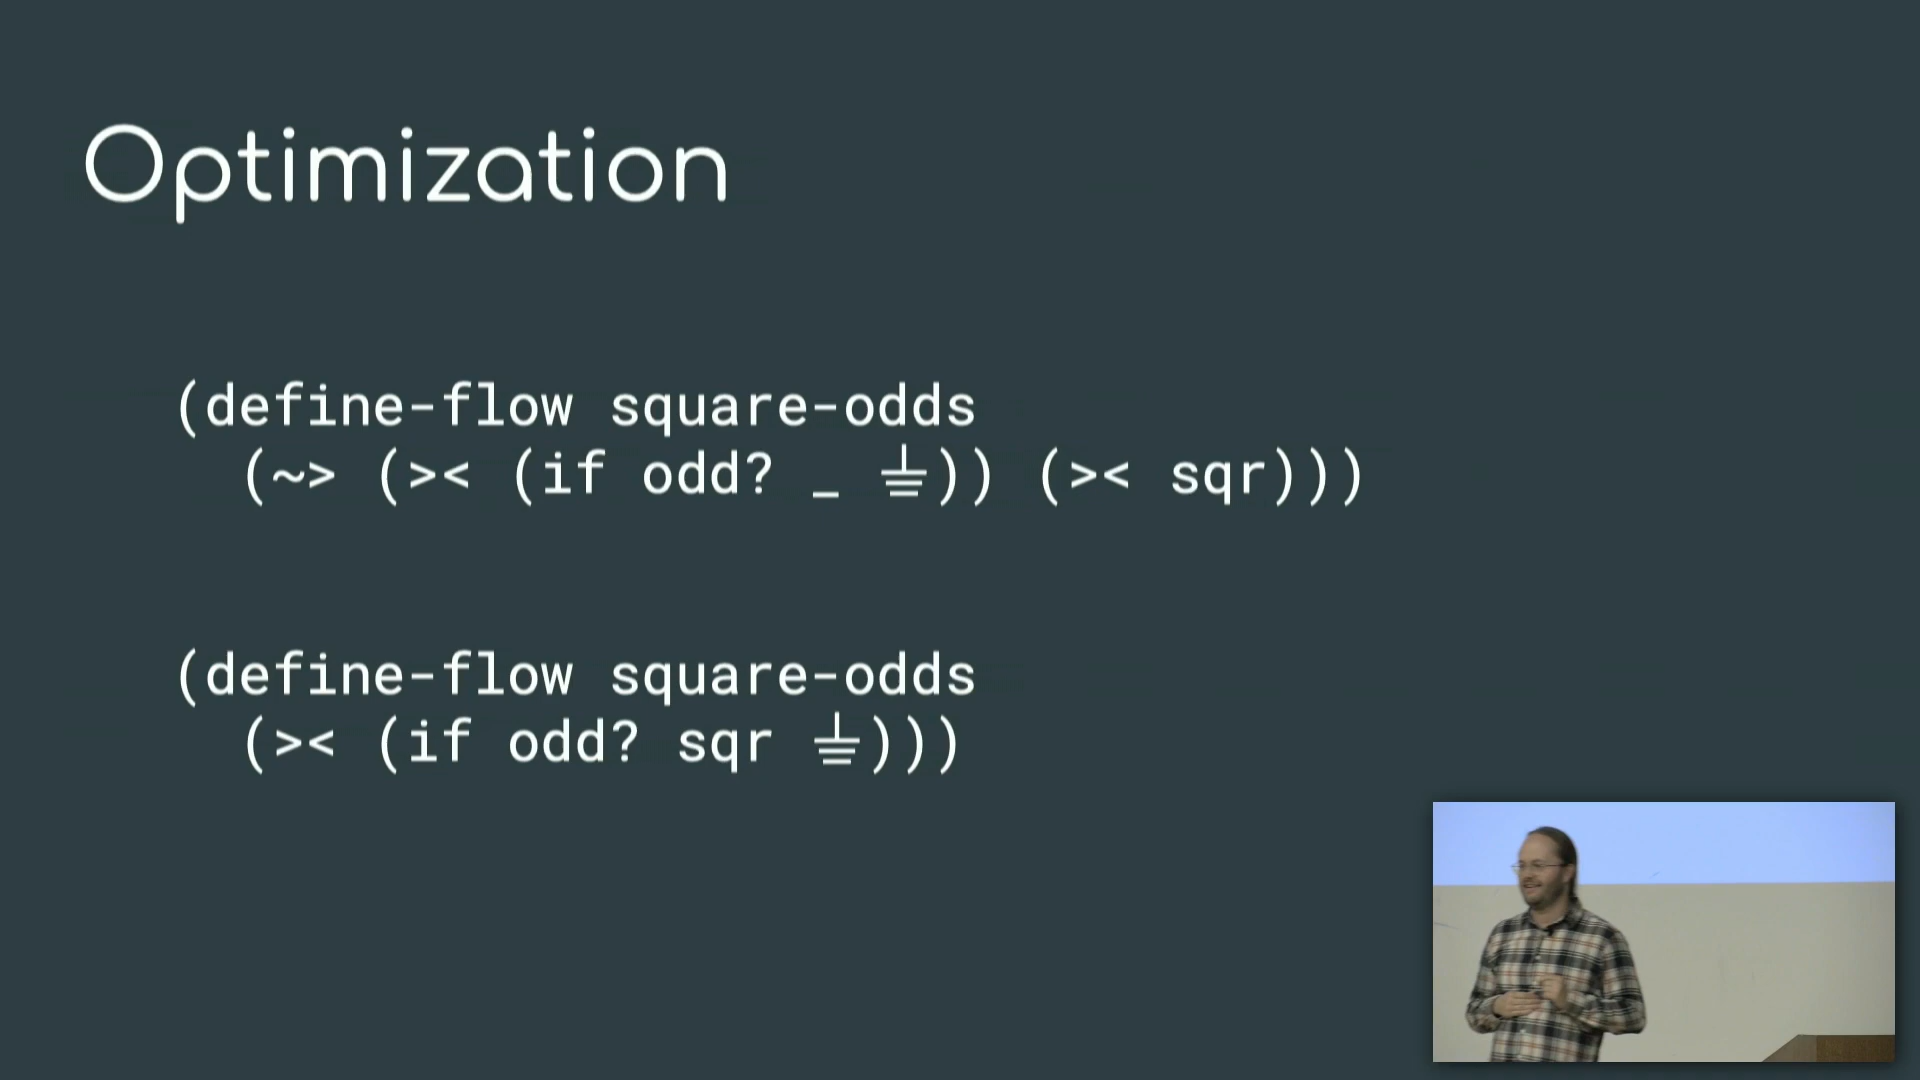 Optimization
(define-flow square-odds
(~> (>< (if odd? _ ⏚)) (>< sqr)))
(define-flow square-odds
(>< (if odd? sqr ⏚)))